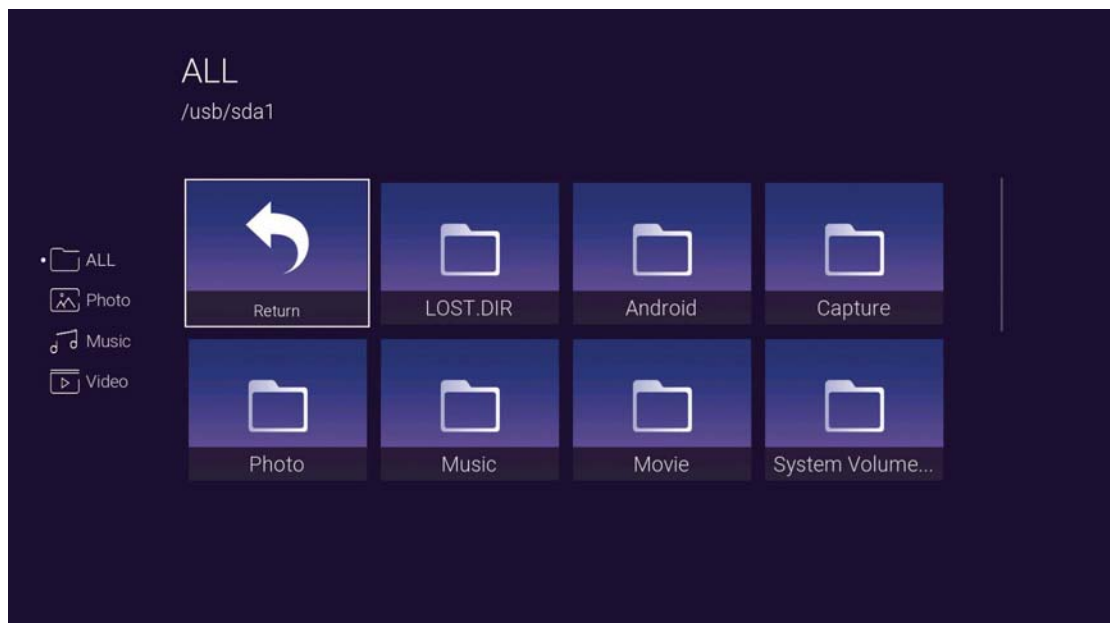 ALL
/usb/sda1
ALL
Photo
Music
Video
Return
LOST.DIR
Android
Capture
Photo
Music
Movie
System Volume...